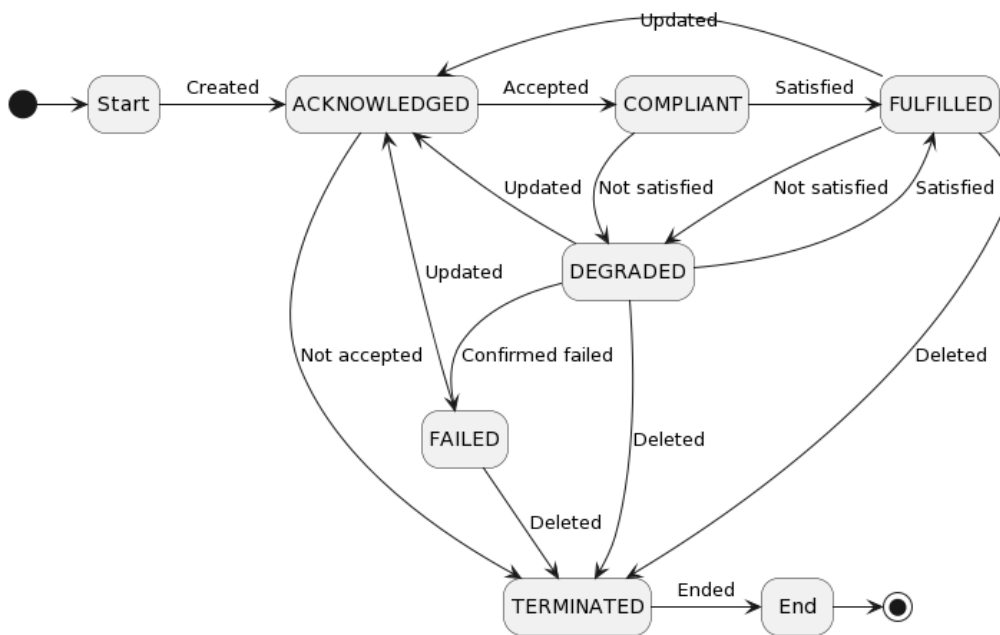 Updated
Start
Created
ACKNOWLEDGED
Accepted
COMPLIANT
Satisfied
FULFILLED
Updated
Not satisfied
Not satisfied
Satisfied
Updated
DEGRADED
Not accepted
Confirmed failed
Deleted
FAILED
Deleted
Deleted
TERMINATED
Ended
End